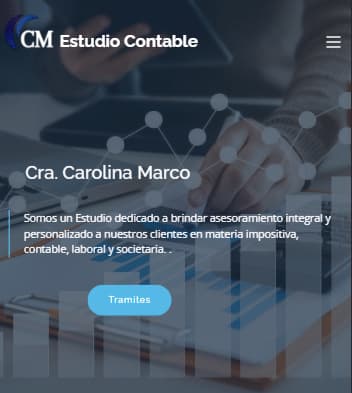 CM Estudio Contable
Cra. Carolina Marco
Somos un Estudio dedicado a brindar asesoramiento integral y
personalizado a nuestros clientes en materia impositiva,
contable, laboral y societaria. .
Tramites